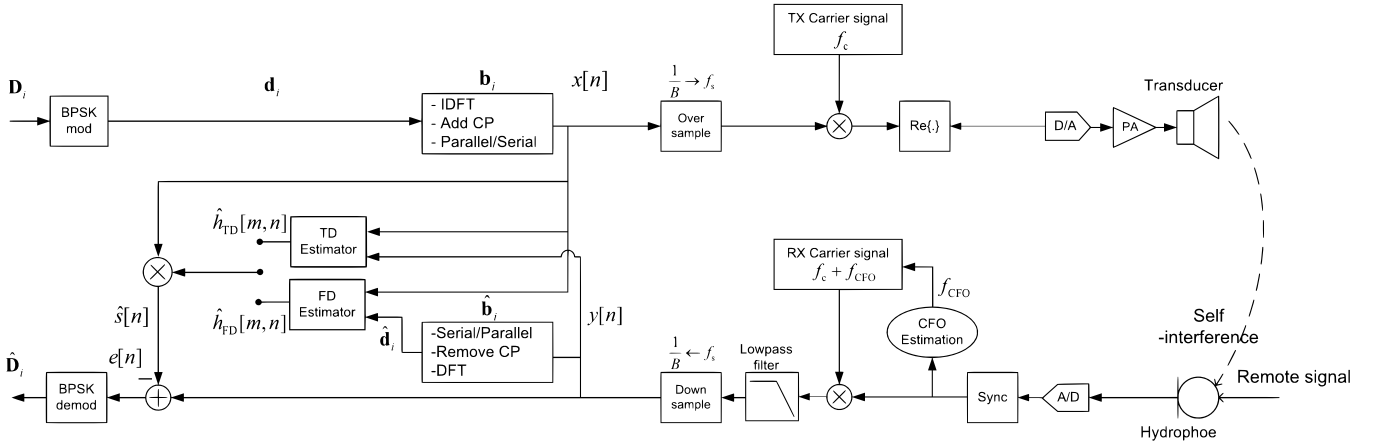 TX Carrier signal
f_c
D_i
BPSK
mod
d_i
b_i
- IDFT
- Add CP
- Parallel/Serial
x[n]
1/B → f_s
Over
sample
Re{.}
D/A
PA
Transducer
ĥ_TD[m, n]
TD
Estimator
ĥ_FD[m, n]
FD
Estimator
b̂_i
-Serial/Parallel
-Remove CP
-DFT
d̂_i
y[n]
RX Carrier signal
f_c + f_CFO
f_CFO
CFO
Estimation
Self
-interference
ŝ[n]
e[n]
−
D̂_i
BPSK
demod
1/B ← f_s
Down
sample
Lowpass
filter
Sync
A/D
Remote signal
Hydrophoe